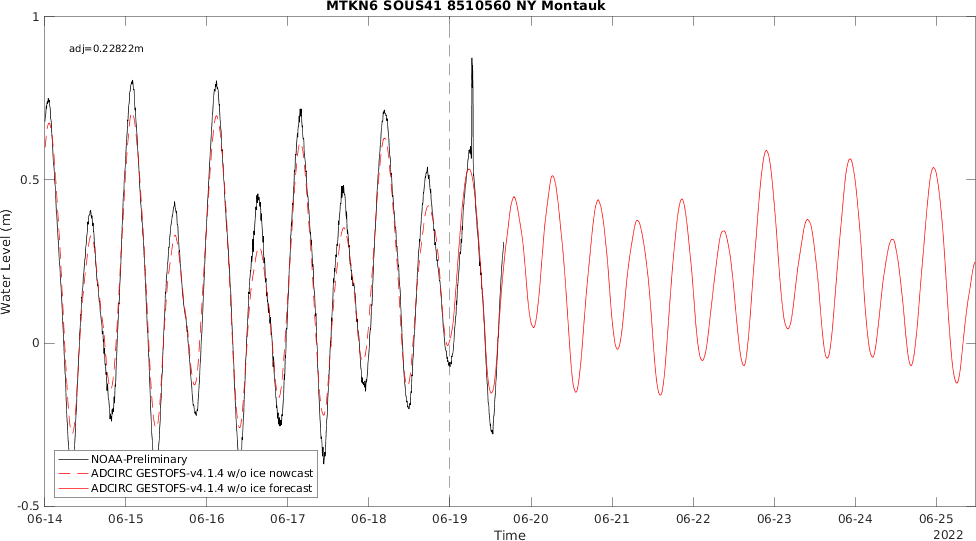 MTKN6 SOUS41 8510560 NY Montauk
1
adj=0.22822m
0.5
Water Level (m)
0
NOAA-Preliminary
ADCIRC GESTOFS-v4.1.4 w/o ice nowcast
ADCIRC GESTOFS-v4.1.4 w/o ice forecast
-0.5
06-14 06-15 06-16 06-17 06-18 06-19 06-20 06-21 06-22 06-23 06-24 06-25
Time
2022